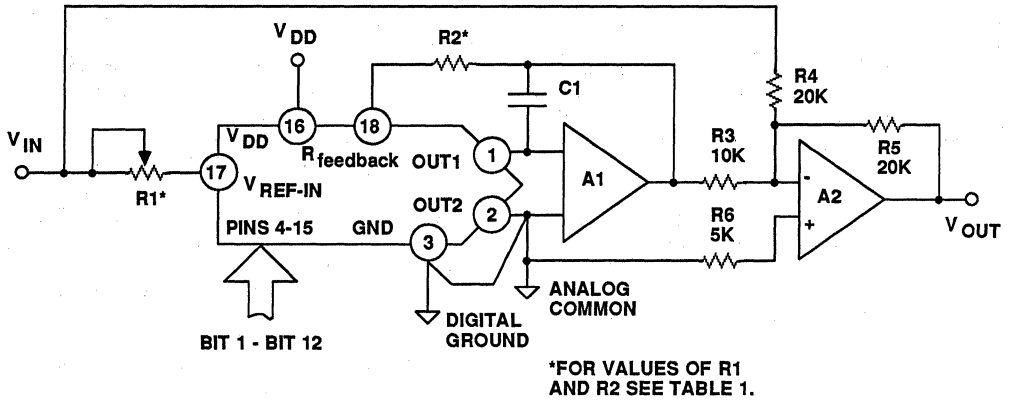 V DD
R2*
C1
R4
20K
V IN
V DD
16
18
R feedback
OUT1
1
R3
10K
R5
20K
17
V REF-IN
R1*
A1
A2
-
+
OUT2
2
R6
5K
V OUT
PINS 4-15
GND
3
ANALOG
COMMON
DIGITAL
GROUND
BIT 1 - BIT 12
*FOR VALUES OF R1
AND R2 SEE TABLE 1.